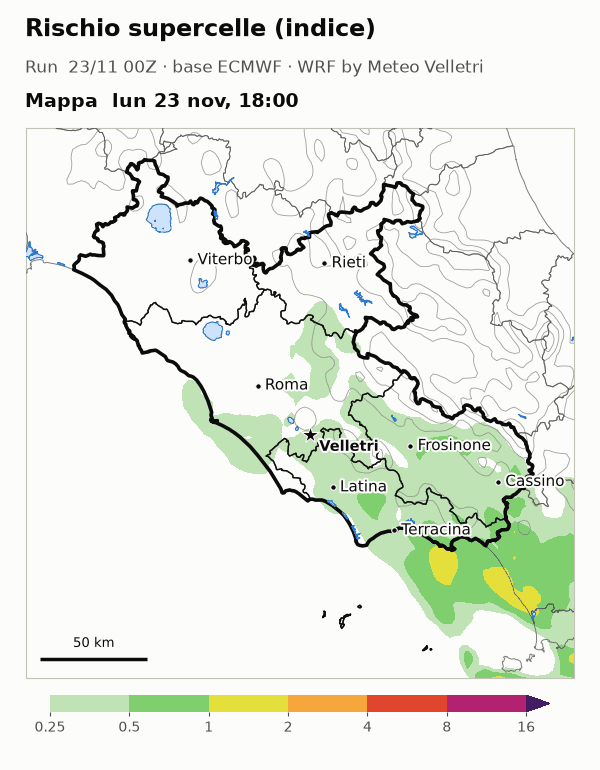 Rischio supercelle (indice)
Run 23/11 00Z · base ECMWF · WRF by Meteo Velletri
Mappa lun 23 nov, 18:00
Viterbo
Rieti
Roma
Velletri
Frosinone
Latina
Cassino
Terracina
50 km
0.25 0.5 1 2 4 8 16